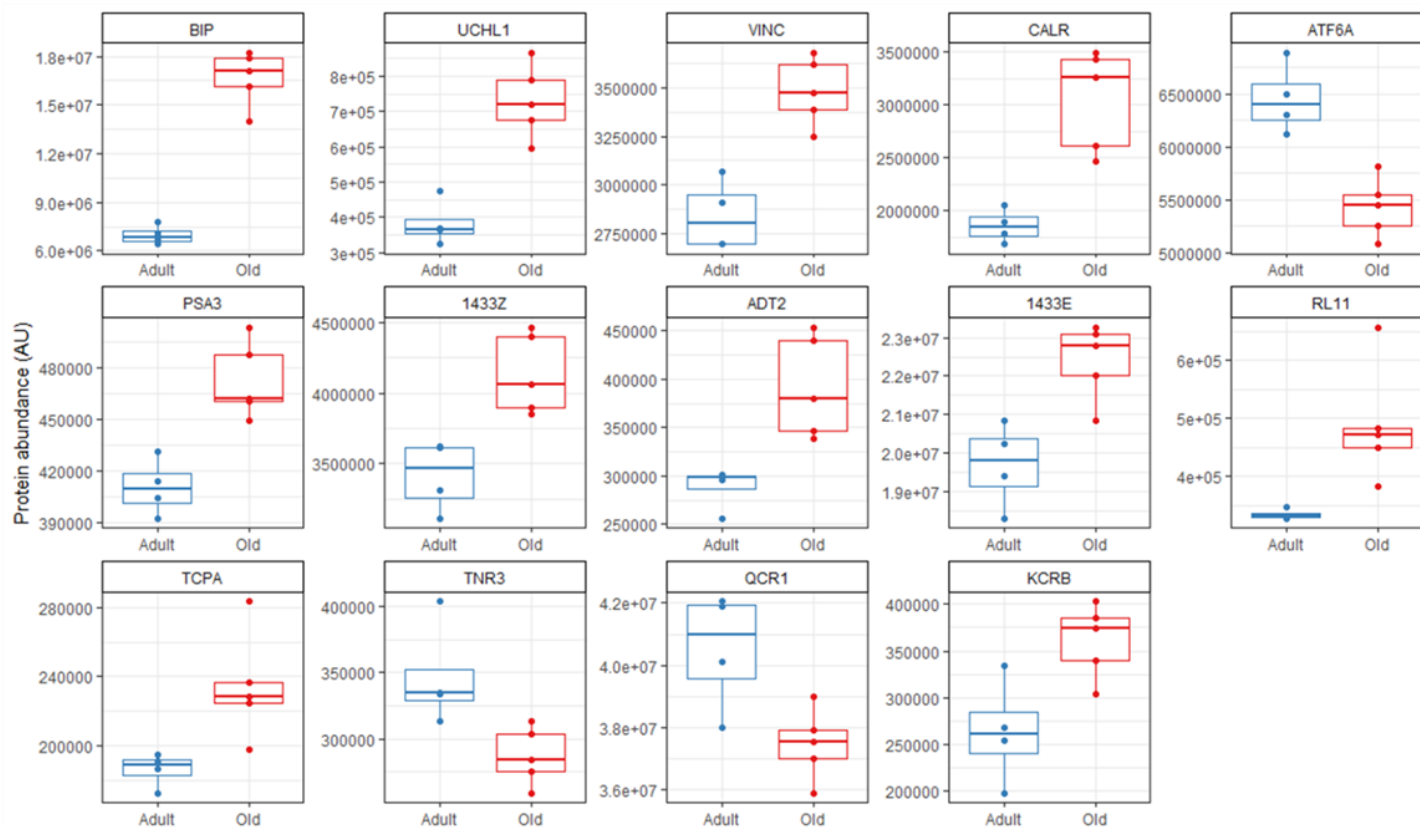 BIP
UCHL1
VINC
CALR
ATF6A
1.8e+07
1.5e+07
1.2e+07
9.0e+06
6.0e+06
Adult
Old
8e+05
7e+05
6e+05
5e+05
4e+05
3e+05
Adult
Old
3500000
3250000
3000000
2750000
Adult
Old
3500000
3000000
2500000
2000000
Adult
Old
6500000
6000000
5500000
5000000
Adult
Old
Protein abundance (AU)
PSA3
1433Z
ADT2
1433E
RL11
480000
450000
420000
390000
Adult
Old
4500000
4000000
3500000
Adult
Old
450000
400000
350000
300000
250000
Adult
Old
2.3e+07
2.2e+07
2.1e+07
2.0e+07
1.9e+07
Adult
Old
6e+05
5e+05
4e+05
Adult
Old
TCPA
TNR3
QCR1
KCRB
280000
240000
200000
Adult
Old
400000
350000
300000
Adult
Old
4.2e+07
4.0e+07
3.8e+07
3.6e+07
Adult
Old
400000
350000
300000
250000
200000
Adult
Old